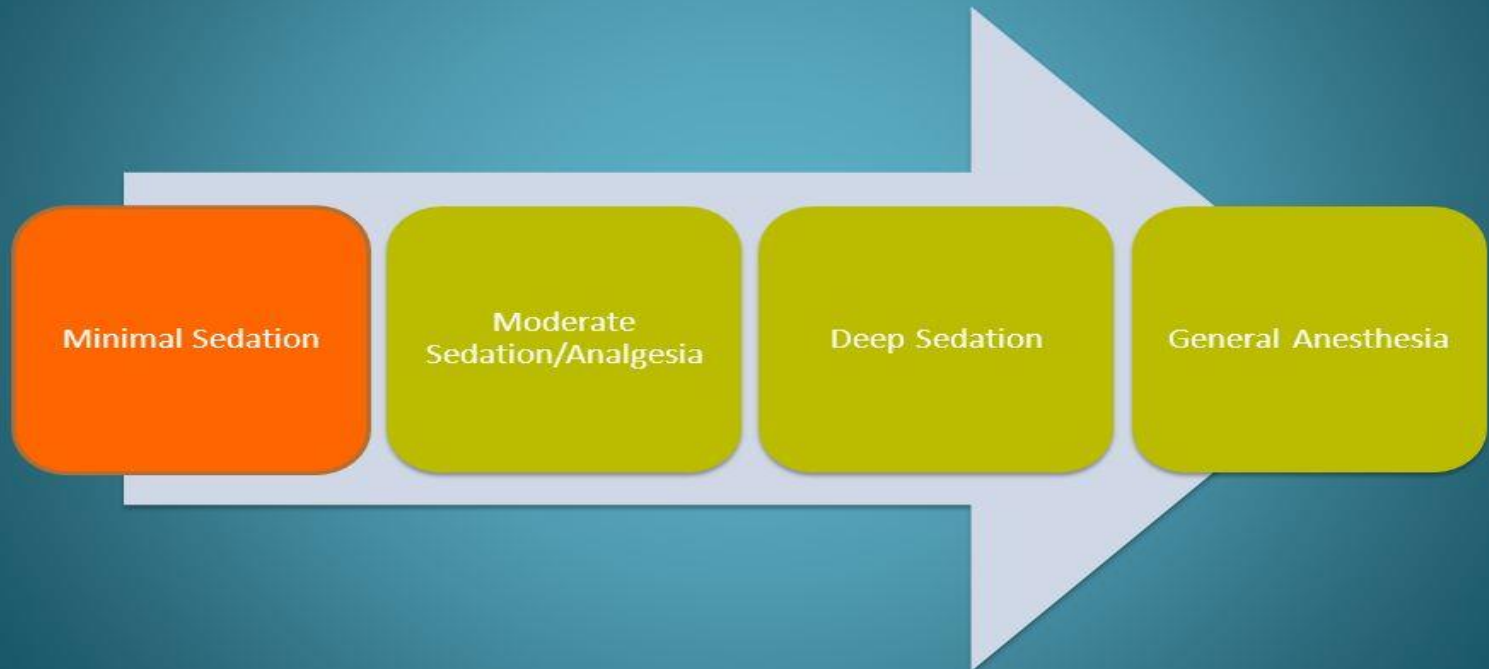 Minimal Sedation
Moderate
Sedation/Analgesia
Deep Sedation
General Anesthesia